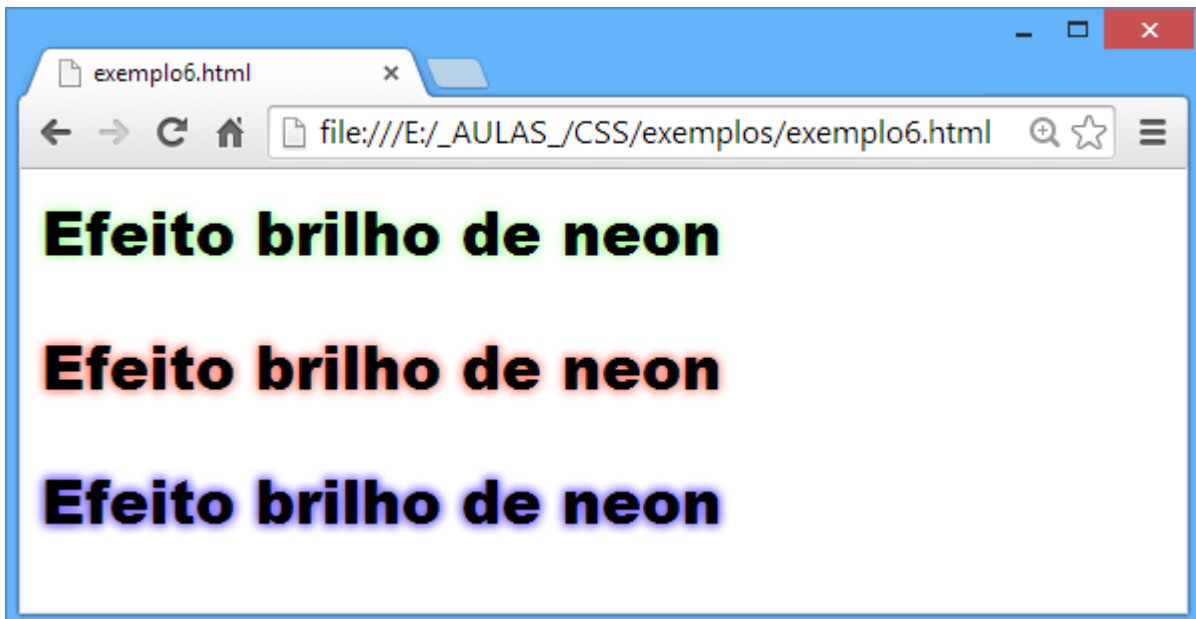 exemplo6.html
file:///E:/_AULAS_/CSS/exemplos/exemplo6.html
Efeito brilho de neon
Efeito brilho de neon
Efeito brilho de neon